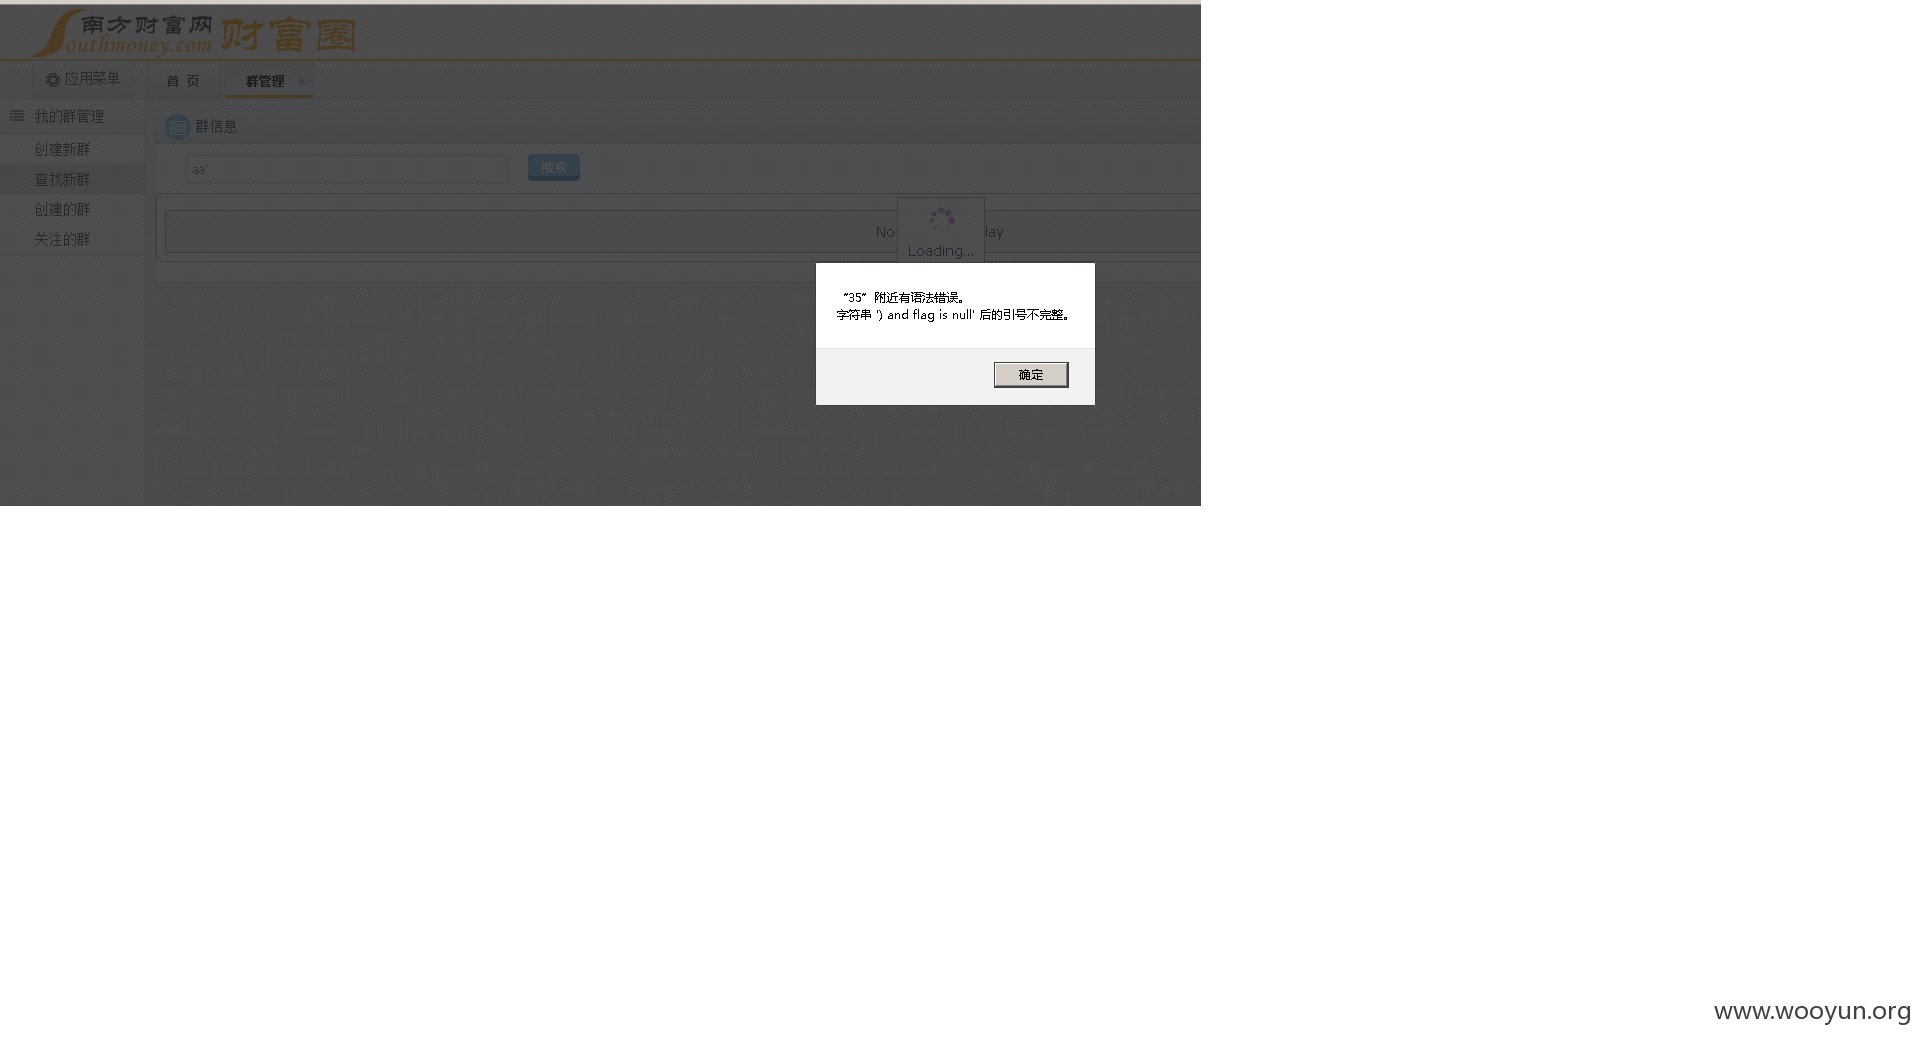 南方财富网 财富圈
outhmoney.com
应用菜单
首 页
群管理 ×
我的群管理
群信息
创建新群
查找新群
创建的群
关注的群
aa'
搜索
No
lay
Loading...
“35” 附近有语法错误。
字符串 ') and flag is null' 后的引号不完整。
确定
www.wooyun.org